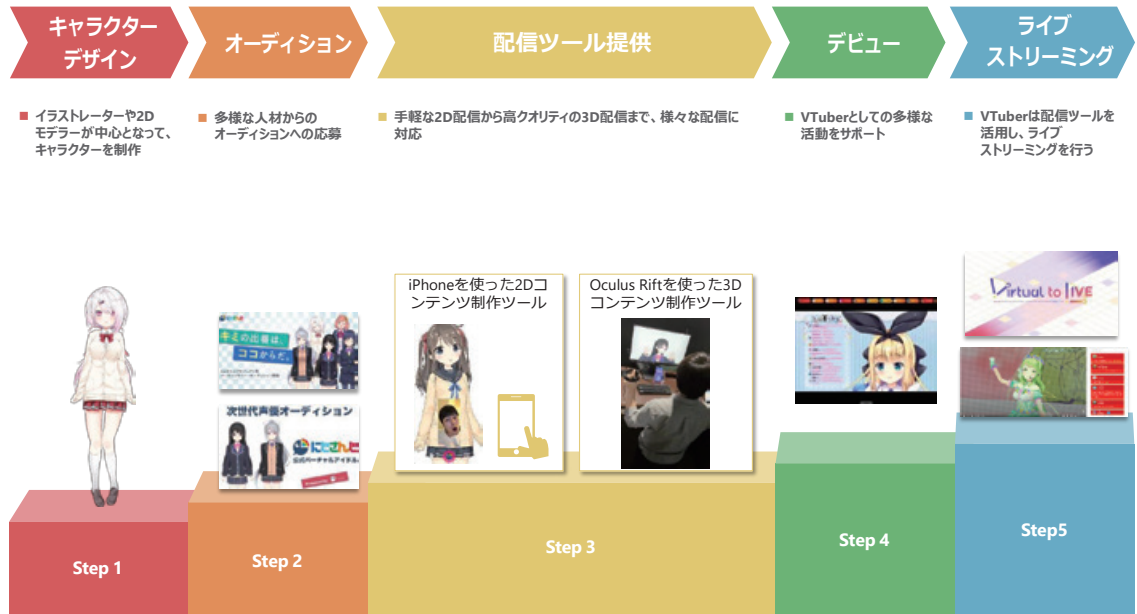 キャラクター
デザイン
オーディション
配信ツール提供
デビュー
ライブ
ストリーミング
イラストレーターや2D
モデラーが中心となって、
キャラクターを制作
多様な人材からの
オーディションへの応募
手軽な2D配信から高クオリティの3D配信まで、様々な配信に
対応
VTuberとしての多様な
活動をサポート
VTuberは配信ツールを
活用し、ライブ
ストリーミングを行う
キミの出番は、
ココからだ。
次世代声優オーディション
にじさんじ
公式バーチャルアイドル
iPhoneを使った2Dコ
ンテンツ制作ツール
Oculus Riftを使った3D
コンテンツ制作ツール
Virtual to LIVE
Step 1
Step 2
Step 3
Step 4
Step5